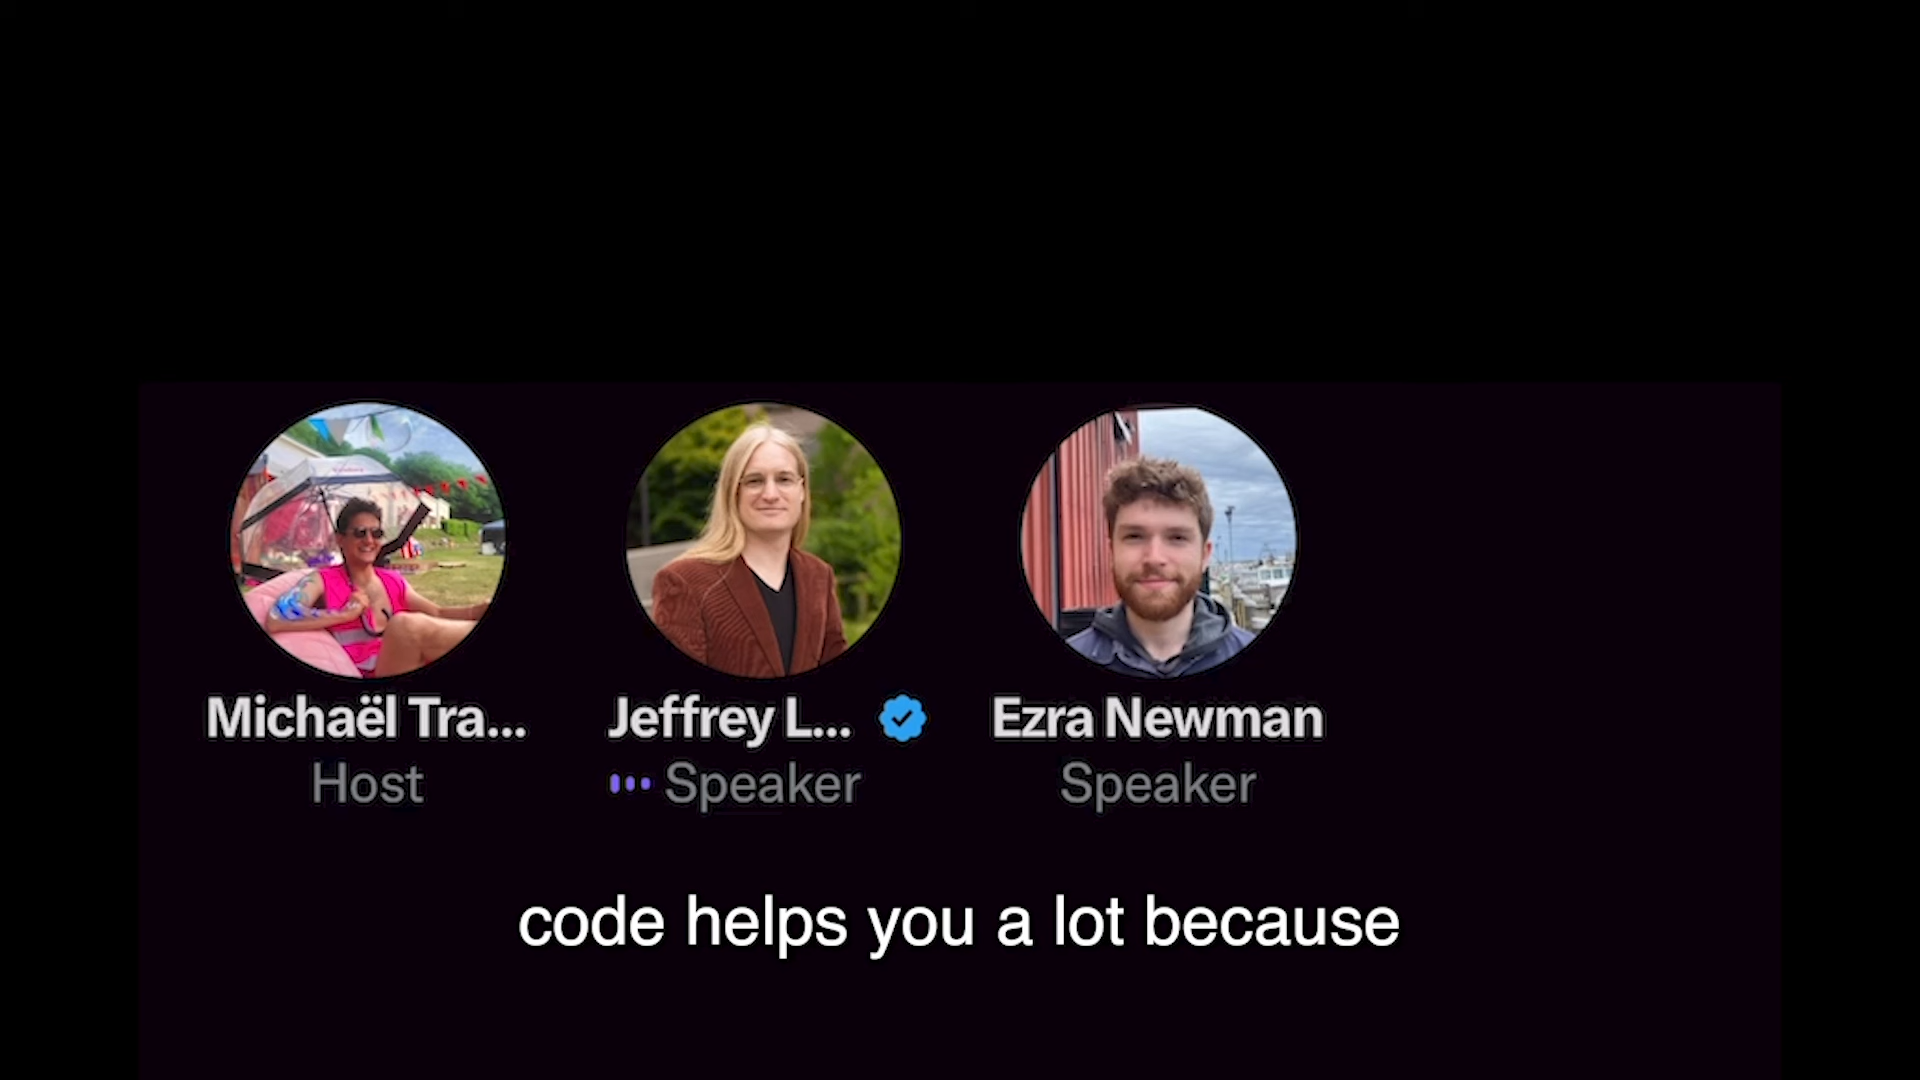 Michaël Tra... Jeffrey L... Ezra Newman
Host Speaker Speaker
code helps you a lot because